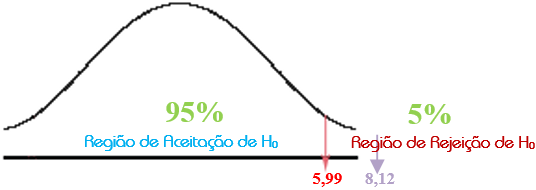 95%
5%
Região de Aceitação de H0
Região de Rejeição de H0
5,99
8,12